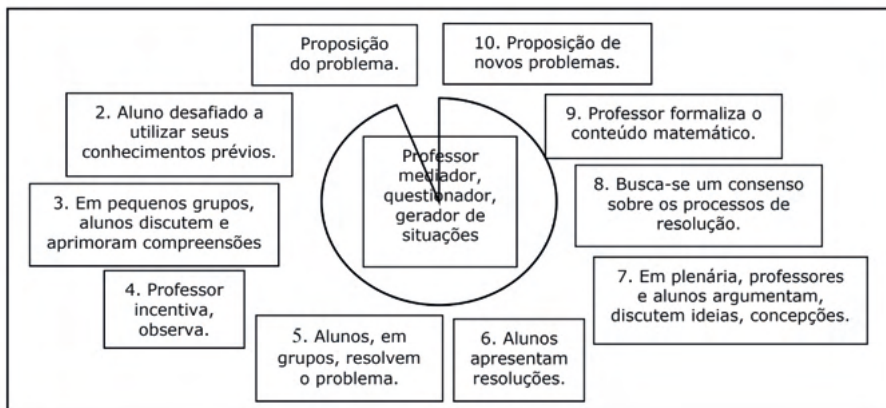 Proposição
do problema.
2. Aluno desafiado a
utilizar seus
conhecimentos prévios.
3. Em pequenos grupos,
alunos discutem e
aprimoram compreensões
4. Professor
incentiva,
observa.
5. Alunos, em
grupos, resolvem
o problema.
6. Alunos
apresentam
resoluções.
7. Em plenária, professores
e alunos argumentam,
discutem ideias, concepções.
8. Busca-se um consenso
sobre os processos de
resolução.
9. Professor formaliza o
conteúdo matemático.
10. Proposição de
novos problemas.
Professor
mediador,
questionador,
gerador de
situações